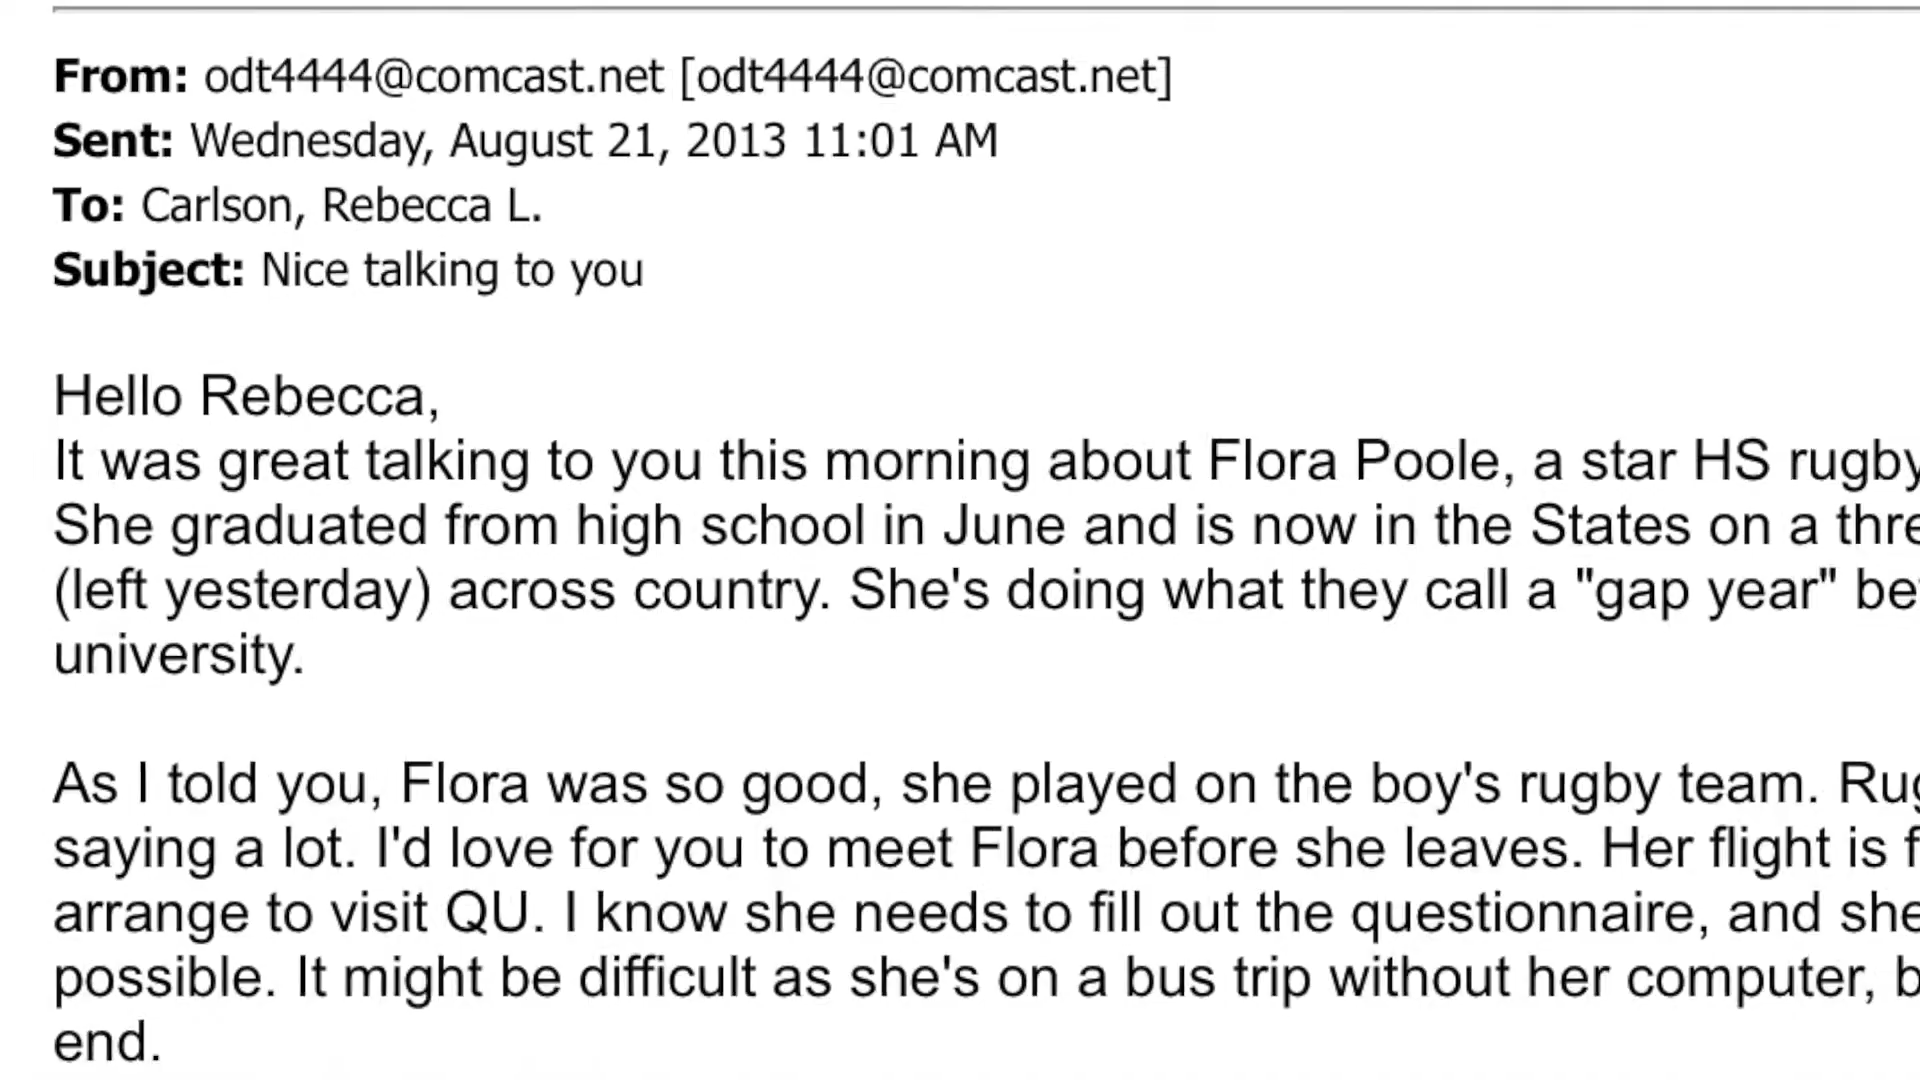 From: odt4444@comcast.net [odt4444@comcast.net]
Sent: Wednesday, August 21, 2013 11:01 AM
To: Carlson, Rebecca L.
Subject: Nice talking to you
Hello Rebecca,
It was great talking to you this morning about Flora Poole, a star HS rugby
She graduated from high school in June and is now in the States on a
(left yesterday) across country. She's doing what they call a "gap year"
university.
As I told you, Flora was so good, she played on the boy's rugby team.
saying a lot. I'd love for you to meet Flora before she leaves. Her flight is
arrange to visit QU. I know she needs to fill out the questionnaire, and she
possible. It might be difficult as she's on a bus trip without her computer,
end.